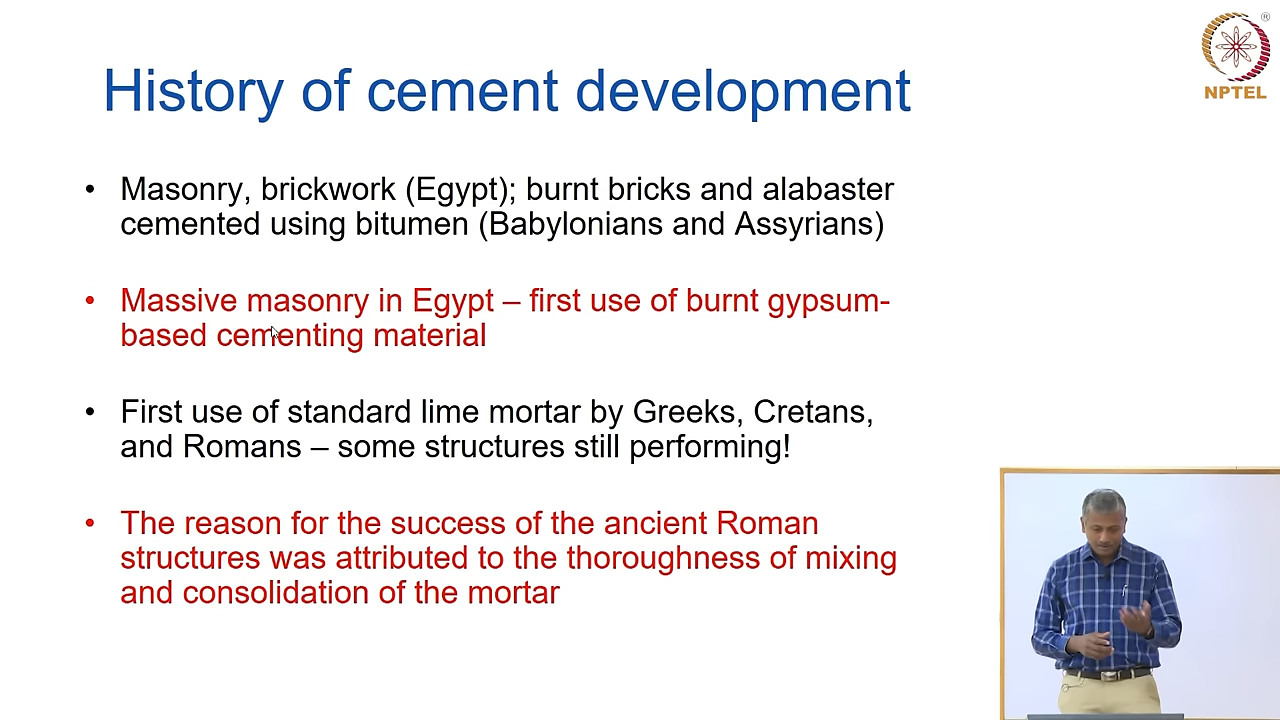 History of cement development
®
NPTEL
• Masonry, brickwork (Egypt); burnt bricks and alabaster
cemented using bitumen (Babylonians and Assyrians)
• Massive masonry in Egypt – first use of burnt gypsum-
based cementing material
• First use of standard lime mortar by Greeks, Cretans,
and Romans – some structures still performing!
• The reason for the success of the ancient Roman
structures was attributed to the thoroughness of mixing
and consolidation of the mortar